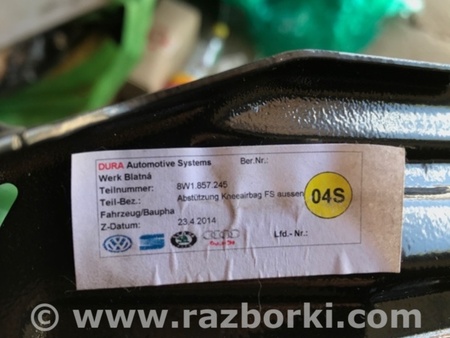 DURA Automotive Systems Ber.Nr.:
Werk Blatná
Teilnummer: 8W1.857.245
Teil-Bez.: Abstützung Kneeairbag FS aussen
Fahrzeug/Baupha
Z-Datum: 23.4.2014
04S
Lfd.- Nr.:
© www.razborki.com